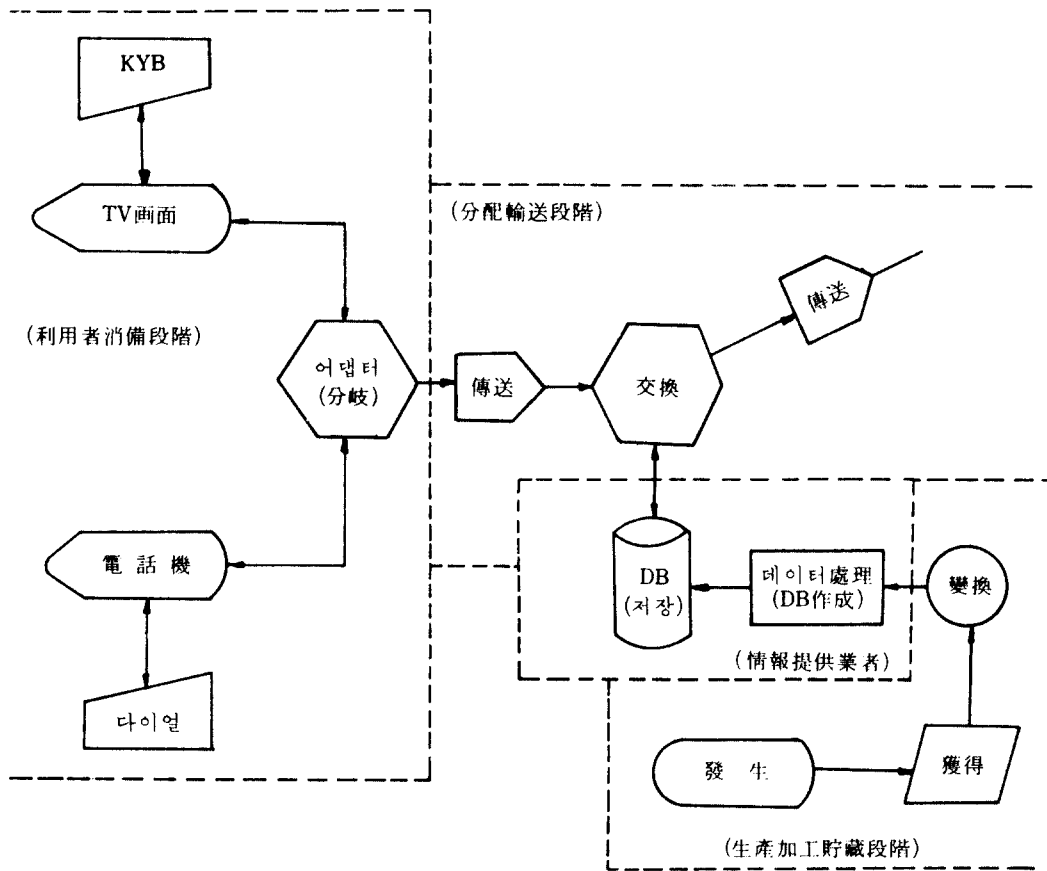 KYB
TV画面
(分配輸送段階)
傳送
(利用者消備段階)
어댑터
(分岐)
傳送
交換
電話機
DB
(저장)
데이터處理
(DB作成)
變換
(情報提供業者)
다이얼
發生
獲得
(生產加工貯藏段階)